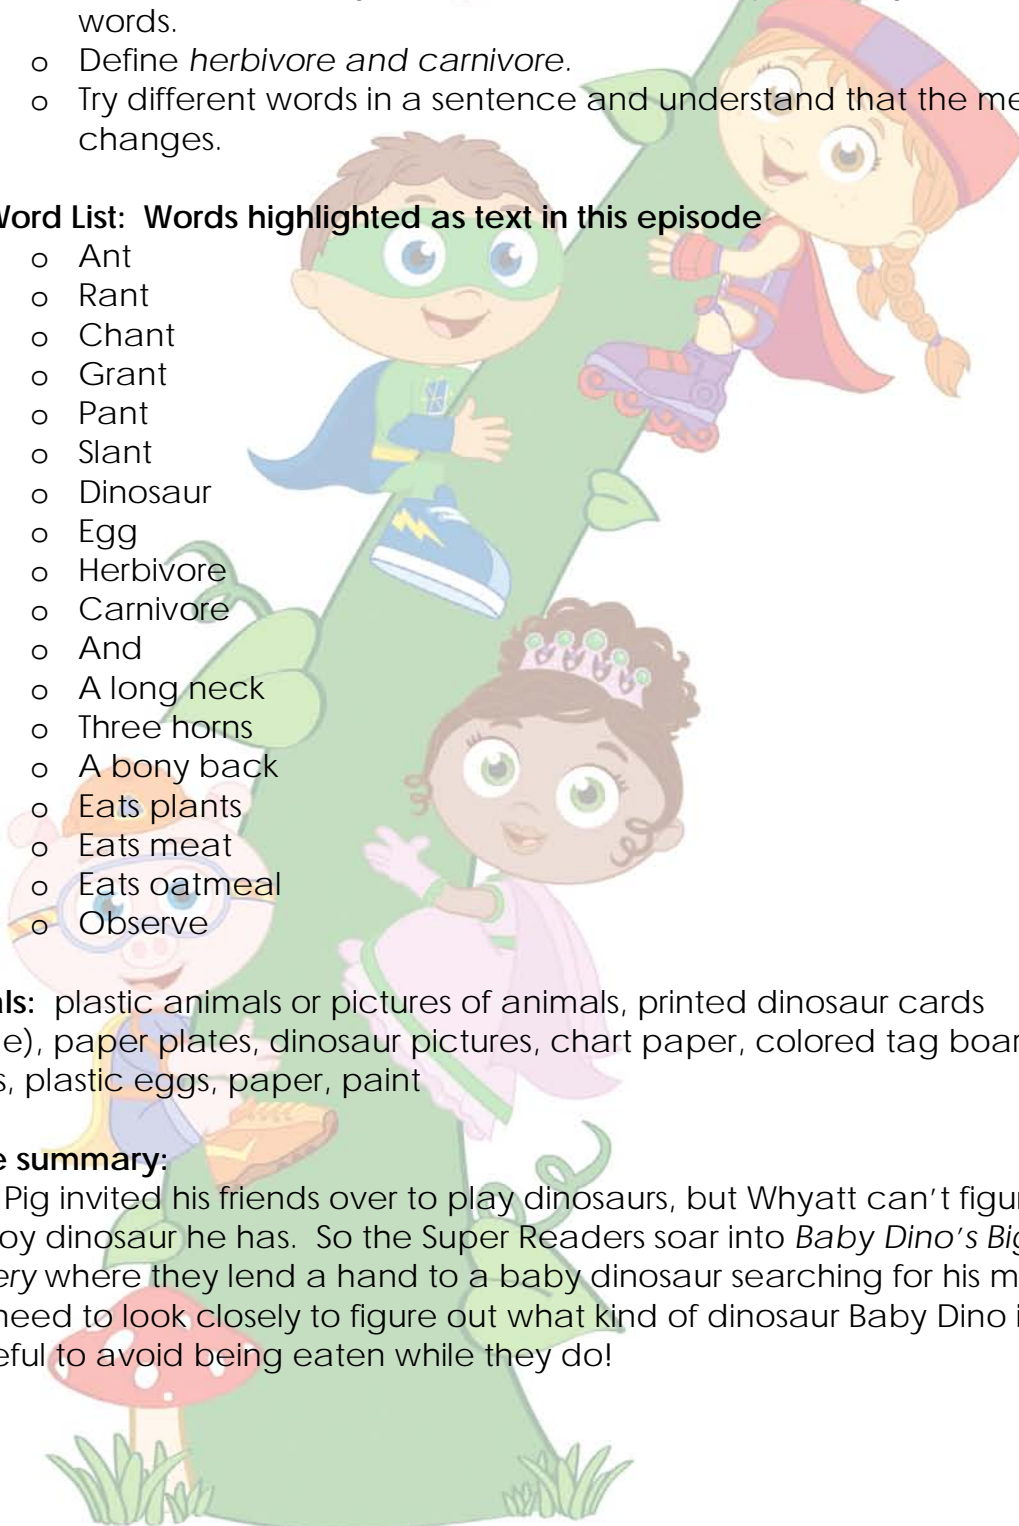 words.
o Define herbivore and carnivore.
o Try different words in a sentence and understand that the me
changes.
Word List: Words highlighted as text in this episode
o Ant
o Rant
o Chant
o Grant
o Pant
o Slant
o Dinosaur
o Egg
o Herbivore
o Carnivore
o And
o A long neck
o Three horns
o A bony back
o Eats plants
o Eats meat
o Eats oatmeal
o Observe
als: plastic animals or pictures of animals, printed dinosaur cards
e), paper plates, dinosaur pictures, chart paper, colored tag boar
s, plastic eggs, paper, paint
e summary:
Pig invited his friends over to play dinosaurs, but Whyatt can't figur
oy dinosaur he has. So the Super Readers soar into Baby Dino's Big
ery where they lend a hand to a baby dinosaur searching for his m
need to look closely to figure out what kind of dinosaur Baby Dino i
eful to avoid being eaten while they do!